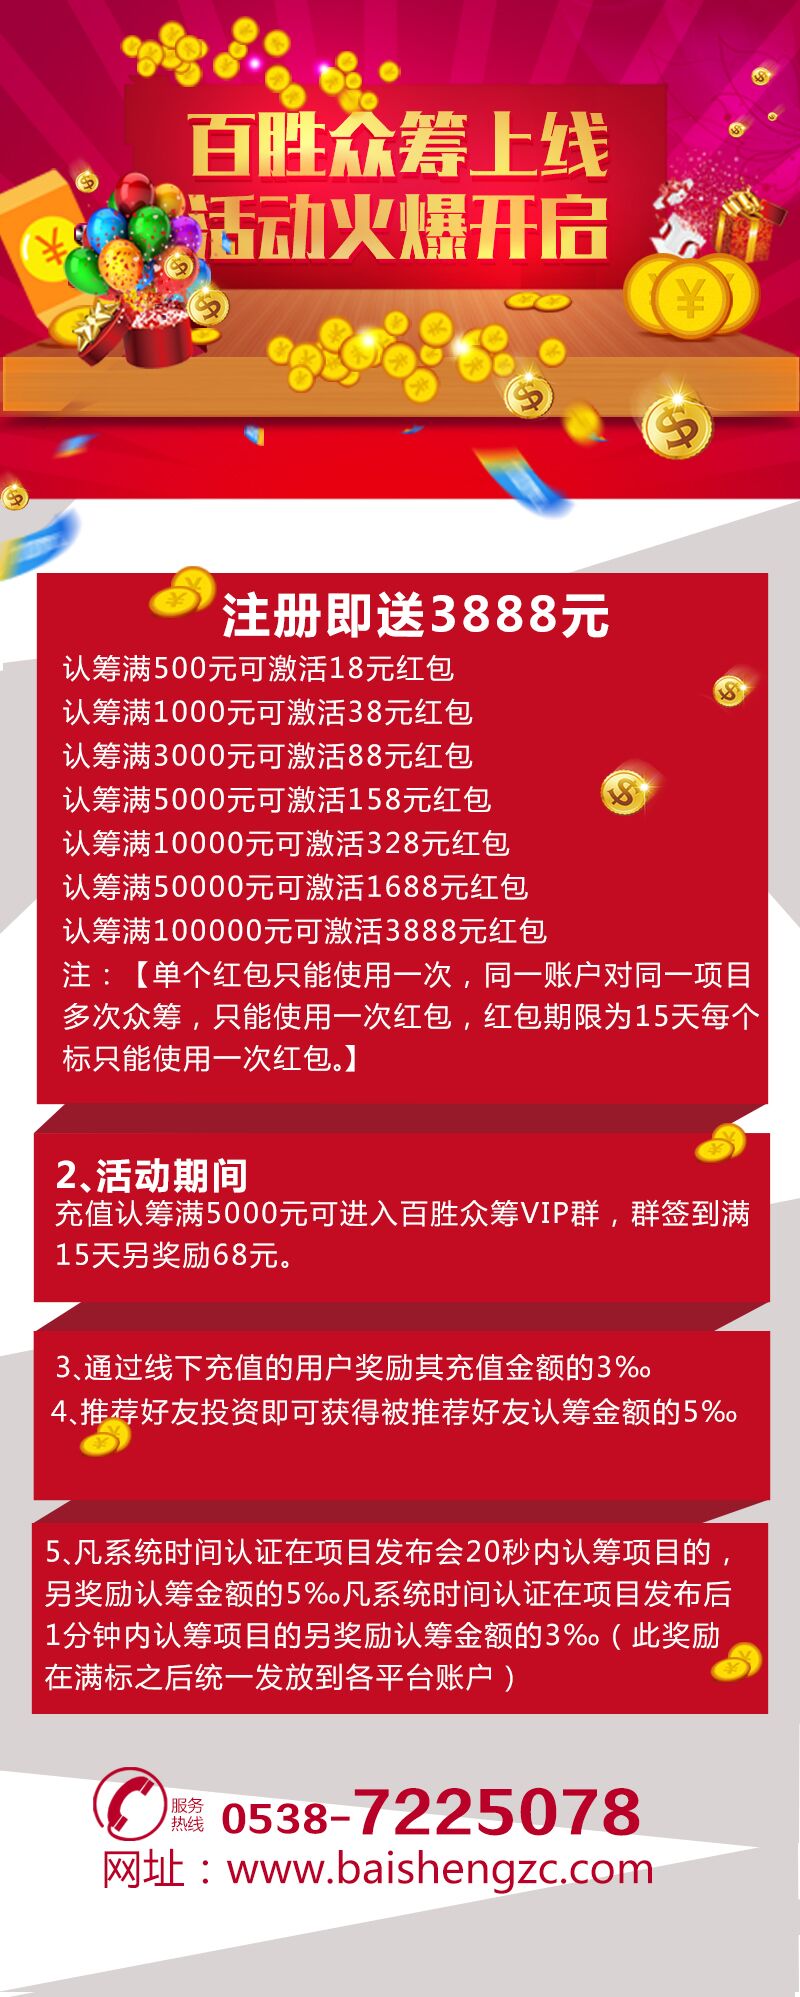 百胜众筹上线
活动火爆开启
注册即送3888元
认筹满500元可激活18元红包
认筹满1000元可激活38元红包
认筹满3000元可激活88元红包
认筹满5000元可激活158元红包
认筹满10000元可激活328元红包
认筹满50000元可激活1688元红包
认筹满100000元可激活3888元红包
注：【单个红包只能使用一次，同一账户对同一项目
多次众筹，只能使用一次红包，红包期限为15天每个
标只能使用一次红包。】
2、活动期间
充值认筹满5000元可进入百胜众筹VIP群，群签到满
15天另奖励68元。
3、通过线下充值的用户奖励其充值金额的3‰
4、推荐好友投资即可获得被推荐好友认筹金额的5‰
5、凡系统时间认证在项目发布会20秒内认筹项目的，
另奖励认筹金额的5‰凡系统时间认证在项目发布后
1分钟内认筹项目的另奖励认筹金额的3‰（此奖励
在满标之后统一发放到各平台账户）
服务
热线
0538-7225078
网址：www.baishengzc.com